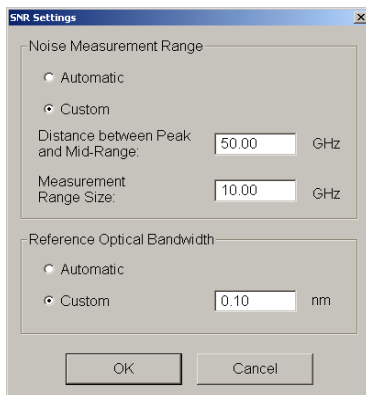 SNR Settings
Noise Measurement Range
Automatic
Custom
Distance between Peak
and Mid-Range:
50.00
GHz
Measurement
Range Size:
10.00
GHz
Reference Optical Bandwidth
Automatic
Custom
0.10
nm
OK
Cancel